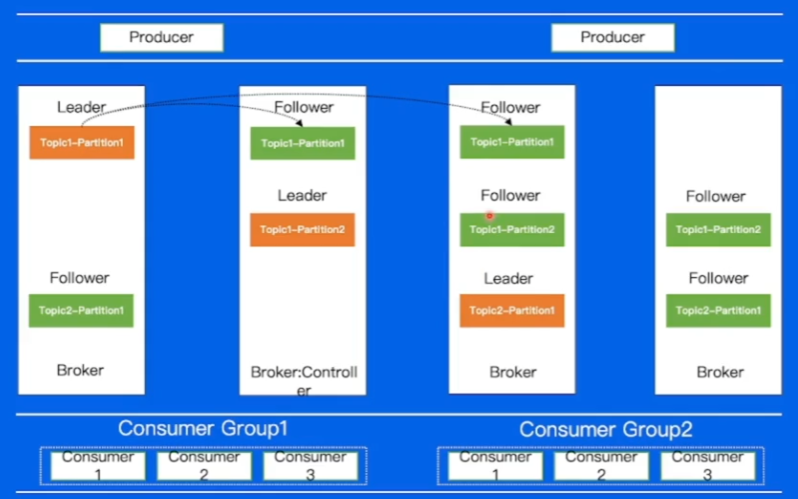 Producer
Producer
Leader
Topic1-Partition1
Follower
Topic2-Partition1
Broker
Follower
Topic1-Partition1
Leader
Topic1-Partition2
Broker:Controll
er
Follower
Topic1-Partition1
Follower
Topic1-Partition2
Leader
Topic2-Partition1
Broker
Follower
Topic1-Partition2
Follower
Topic2-Partition1
Broker
Consumer Group1
Consumer
1
Consumer
2
Consumer
3
Consumer Group2
Consumer
1
Consumer
2
Consumer
3